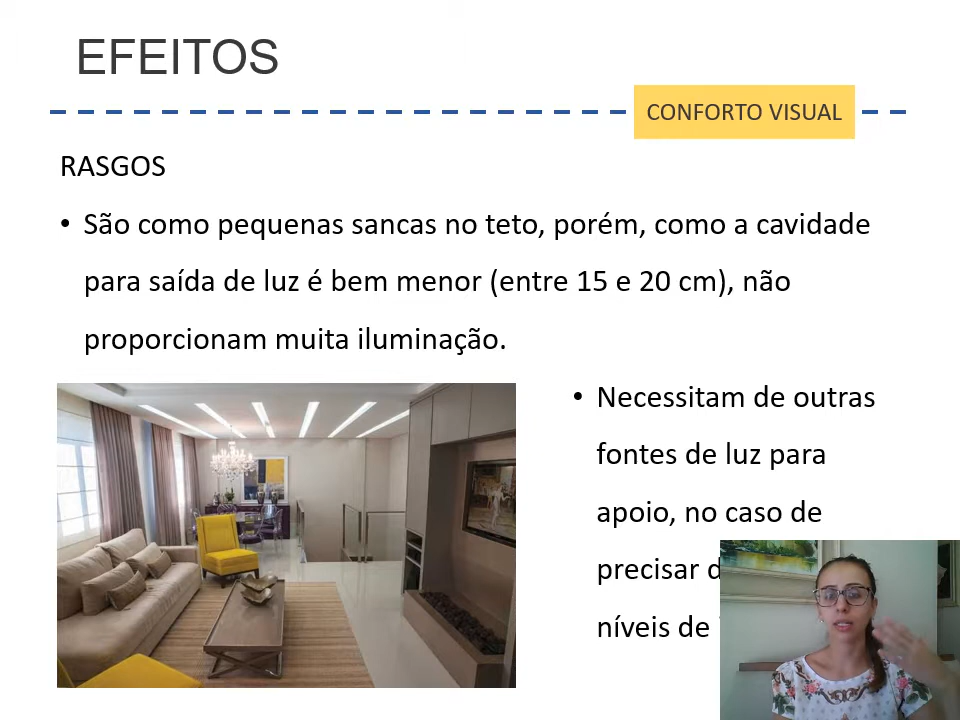 EFEITOS
CONFORTO VISUAL
RASGOS
• São como pequenas sancas no teto, porém, como a cavidade
para saída de luz é bem menor (entre 15 e 20 cm), não
proporcionam muita iluminação.
• Necessitam de outras
fontes de luz para
apoio, no caso de
precisar
níveis de